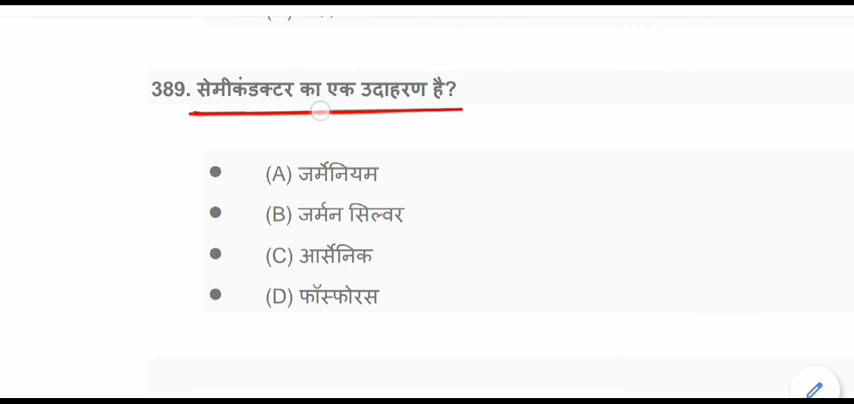 389. सेमीकंडक्टर का एक उदाहरण है?
(A) जर्मेनियम
(B) जर्मन सिल्वर
(C) आर्सेनिक
(D) फॉस्फोरस